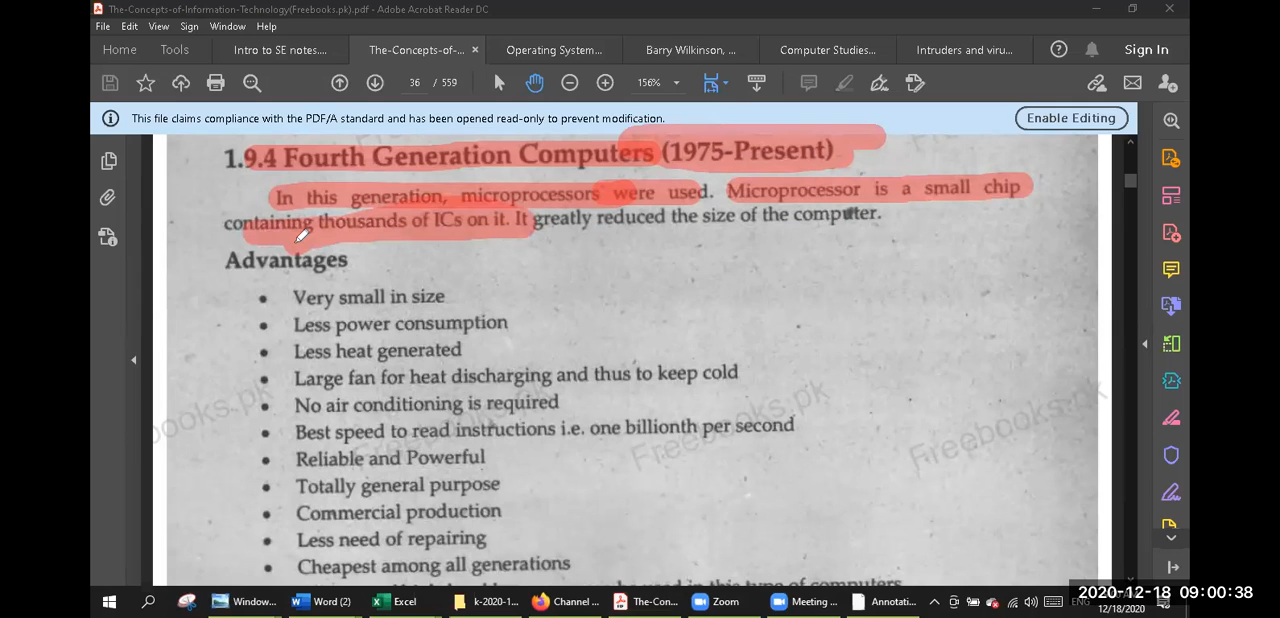 The-Concepts-of-Information-Technology(Freebooks.pk).pdf - Adobe Acrobat Reader DC
File Edit View Sign Window Help
Home Tools Intro to SE notes.... The-Concepts-of-... × Operating System... Barry Wilkinson, ... Computer Studies... Intruders and viru... Sign In
36 / 559 156%
This file claims compliance with the PDF/A standard and has been opened read-only to prevent modification. Enable Editing
1.9.4 Fourth Generation Computers (1975-Present)
In this generation, microprocessors were used. Microprocessor is a small chip
containing thousands of ICs on it. It greatly reduced the size of the computer.
Advantages
• Very small in size
• Less power consumption
• Less heat generated
• Large fan for heat discharging and thus to keep cold
• No air conditioning is required
• Best speed to read instructions i.e. one billionth per second
• Reliable and Powerful
• Totally general purpose
• Commercial production
• Less need of repairing
• Cheapest among all generations
Freebooks.pk
Freebooks.pk
Window... Word (2) Excel k-2020-1... Channel ... The-Con... Zoom Meeting ... Annotati... ENG
2020-12-18 09:00:38
12/18/2020